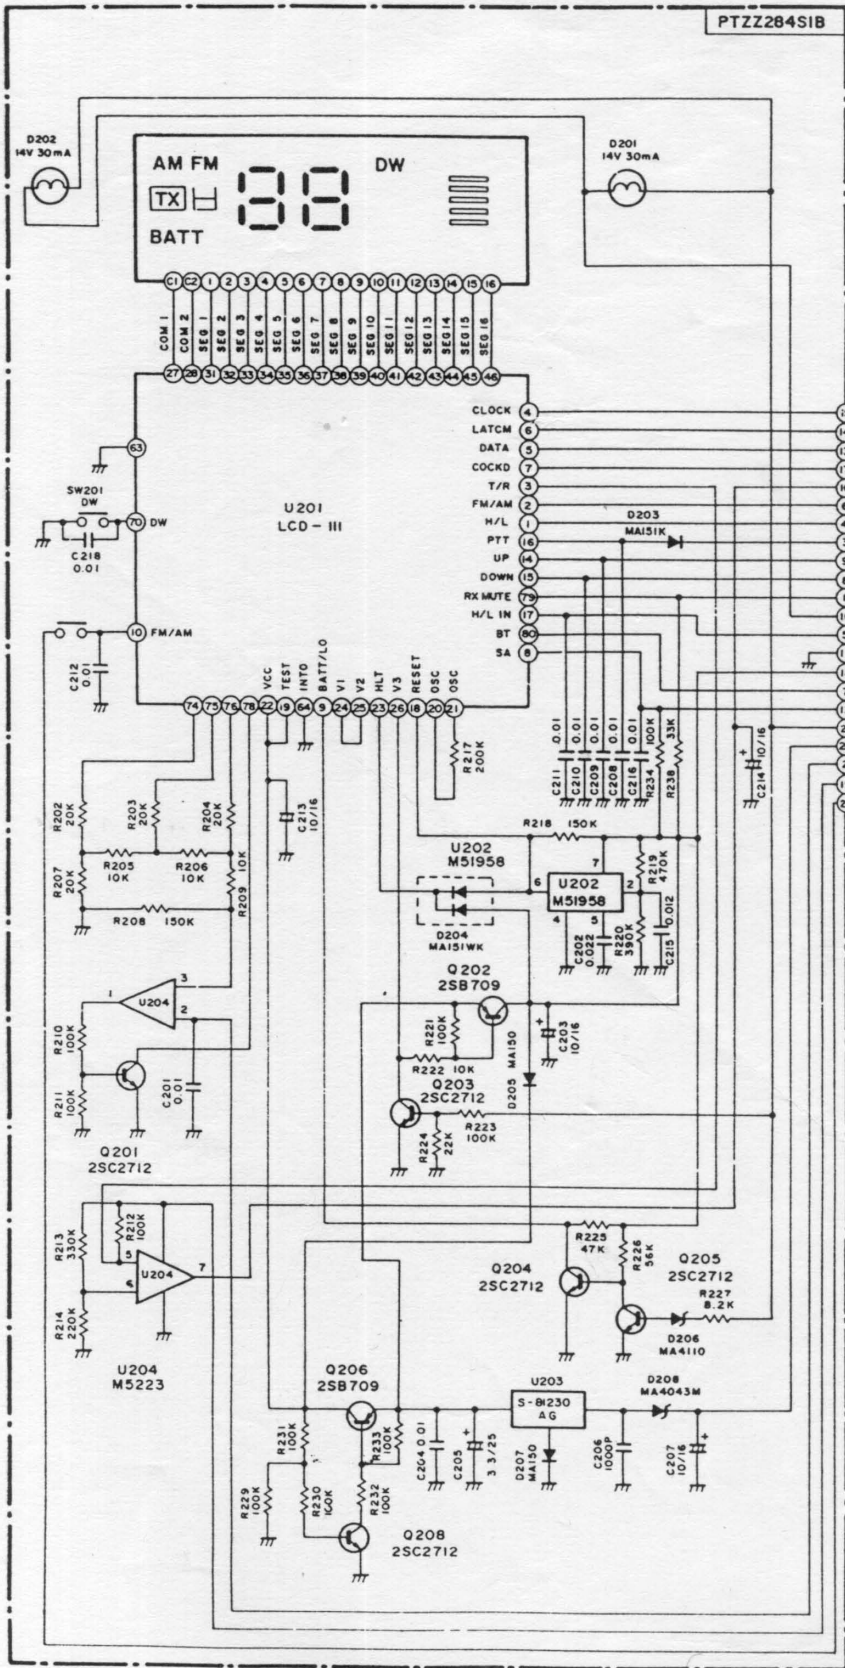 PTZZ284SIB
D202
14V 30mA
D201
14V 30mA
AM FM
DW
TX
BATT
C1 C2 1 2 3 4 5 6 7 8 9 10 11 12 13 14 15 16
COM 1
COM 2
SEG 1
SEG 2
SEG 3
SEG 4
SEG 5
SEG 6
SEG 7
SEG 8
SEG 9
SEG 10
SEG 11
SEG 12
SEG 13
SEG 14
SEG 15
SEG 16
27 28 31 32 33 34 35 36 37 38 39 40 41 42 43 44 45 46
CLOCK 4
LATCM 6
DATA 5
COCKD 7
T/R 3
FM/AM 2
H/L 1
PTT 16
UP 14
DOWN 15
RX MUTE 79
H/L IN 17
BT 80
SA 8
63
SW201
DW
70 DW
C218
0.01
U201
LCD-III
D203
MA151K
10 FM/AM
C212
0.01
VCC
TEST
INTO
BATT/LO
V1
V2
HLT
V3
RESET
OSC
OSC
74 75 76 78 22 19 64 9 24 25 23 26 18 20 21
R217
200K
C213
10/16
C211
0.01
C210
0.01
C209
0.01
C208
0.01
C216
0.01
R234
100K
R238
33K
C214
10/16
R202
20K
R203
20K
R204
20K
R205
10K
R206
10K
R207
20K
R209
10K
R208
150K
R218 150K
U202
M51958
U202
M51958
7
6
2
4
5
R219
470K
R220
390K
C215
0.012
C202
0.022
D204
MA151WK
Q202
2SB709
R221
100K
R222 10K
C203
10/16
D205 MA150
Q203
2SC2712
R223
100K
R224
22K
1
U204
3
2
R210
100K
R211
100K
C201
0.01
Q201
2SC2712
R212
100K
R213
330K
R214
220K
5
6
U204
7
U204
M5223
R225
47K
R226
56K
Q204
2SC2712
Q205
2SC2712
R227
8.2K
D206
MA4110
Q206
2SB709
U203
S-81230
AG
D208
MA4043M
R231
100K
R233
100K
C204 0.01
C205
3 3/25
D207
MA150
C206
1000P
C207
10/16
R229
100K
R230
100K
R232
100K
Q208
2SC2712